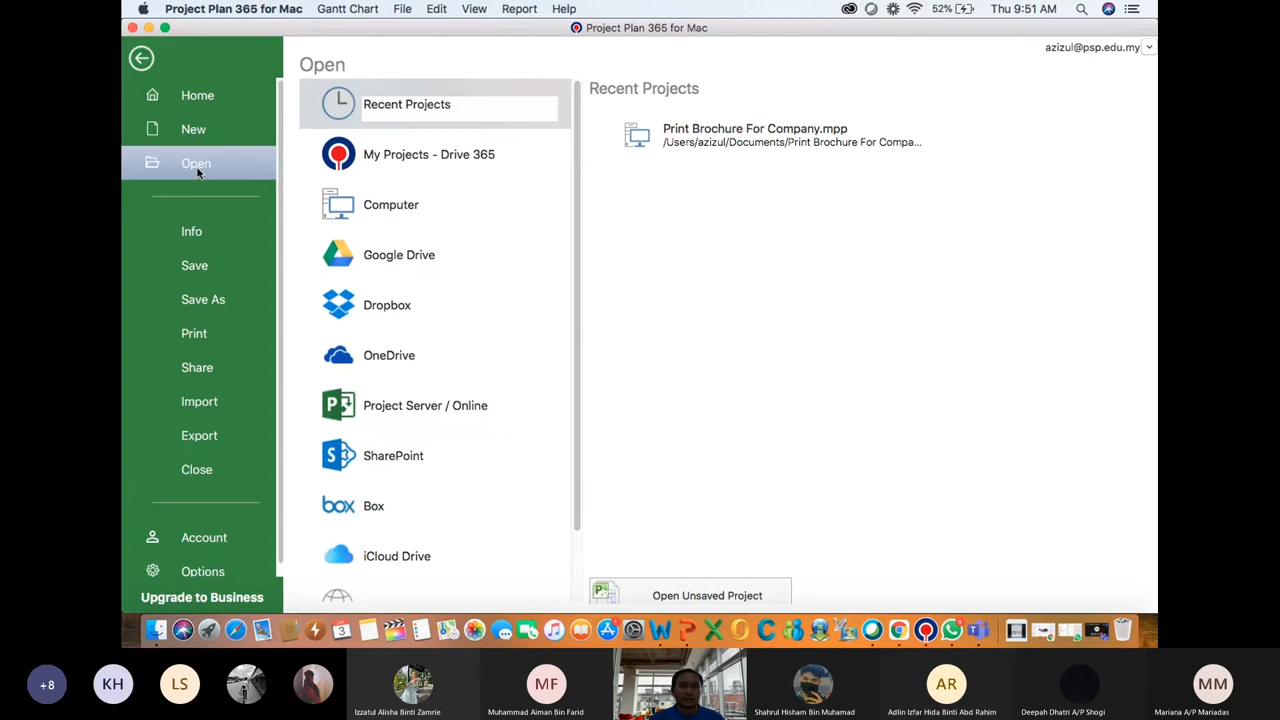 Project Plan 365 for Mac Gantt Chart File Edit View Report Help 52% Thu 9:51 AM
Project Plan 365 for Mac
azizul@psp.edu.my
Home
New
Open
Info
Save
Save As
Print
Share
Import
Export
Close
Account
Options
Upgrade to Business
Open
Recent Projects
My Projects - Drive 365
Computer
Google Drive
Dropbox
OneDrive
Project Server / Online
SharePoint
box Box
iCloud Drive
Recent Projects
Print Brochure For Company.mpp
/Users/azizul/Documents/Print Brochure For Compa...
Open Unsaved Project
3
+8
KH
LS
Izzatul Alisha Binti Zamrie
MF
Muhammad Aiman Bin Farid
Shahrul Hisham Bin Muhamad
AR
Adlin Izfar Hida Binti Abd Rahim
Deepah Dhatri A/P Shogi
MM
Mariana A/P Mariadas